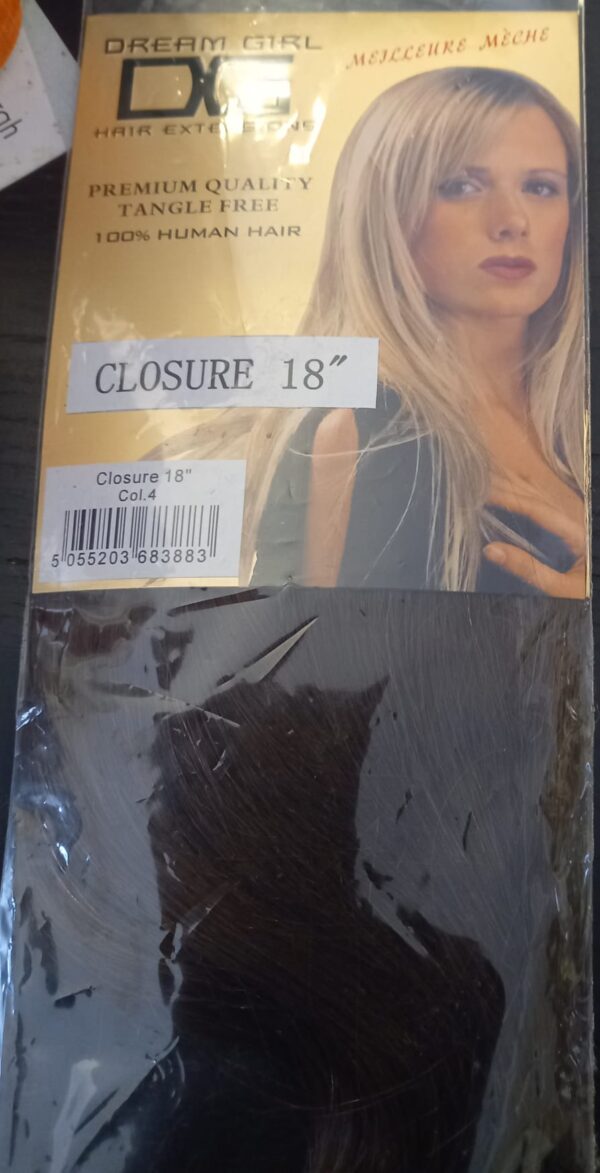 DREAM GIRL
MEILLEURE MÈCHE
DG
HAIR EXTENSIONS
PREMIUM QUALITY
TANGLE FREE
100% HUMAN HAIR
CLOSURE 18"
Closure 18"
Col.4
5 055203 683883